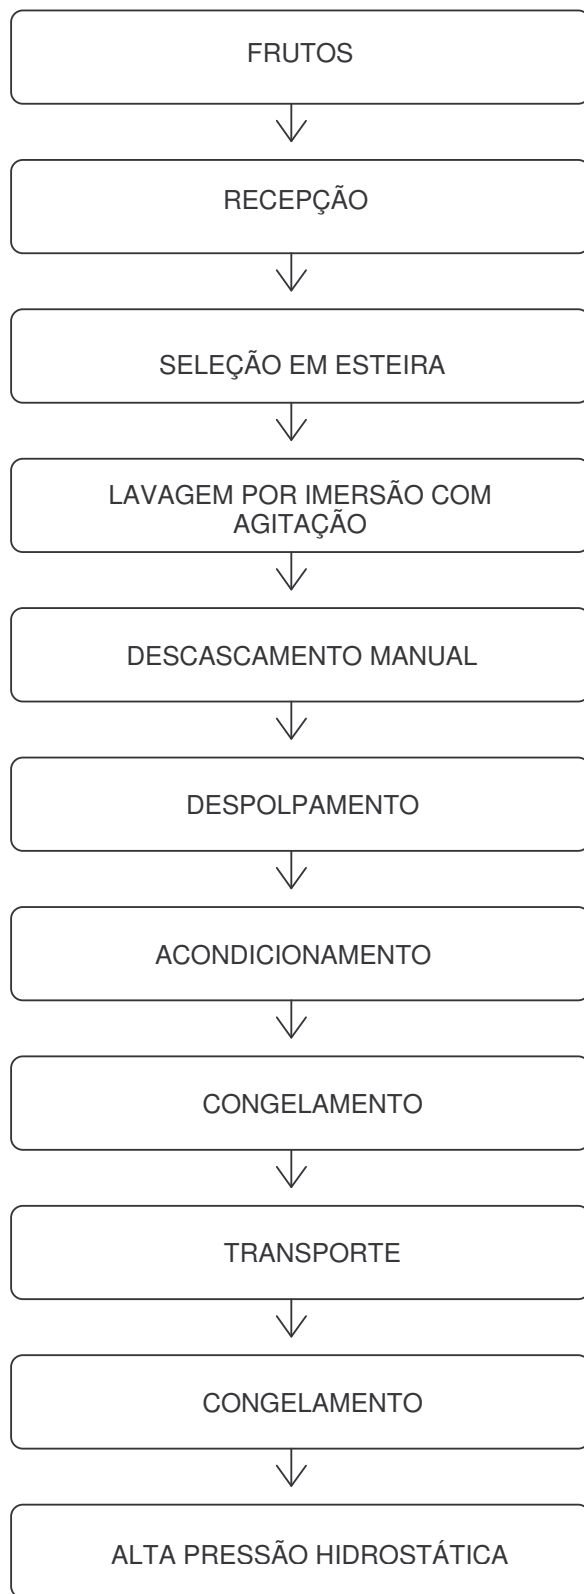 FRUTOS
RECEPÇÃO
SELEÇÃO EM ESTEIRA
LAVAGEM POR IMERSÃO COM
AGITAÇÃO
DESCASCAMENTO MANUAL
DESPOLPAMENTO
ACONDICIONAMENTO
CONGELAMENTO
TRANSPORTE
CONGELAMENTO
ALTA PRESSÃO HIDROSTÁTICA